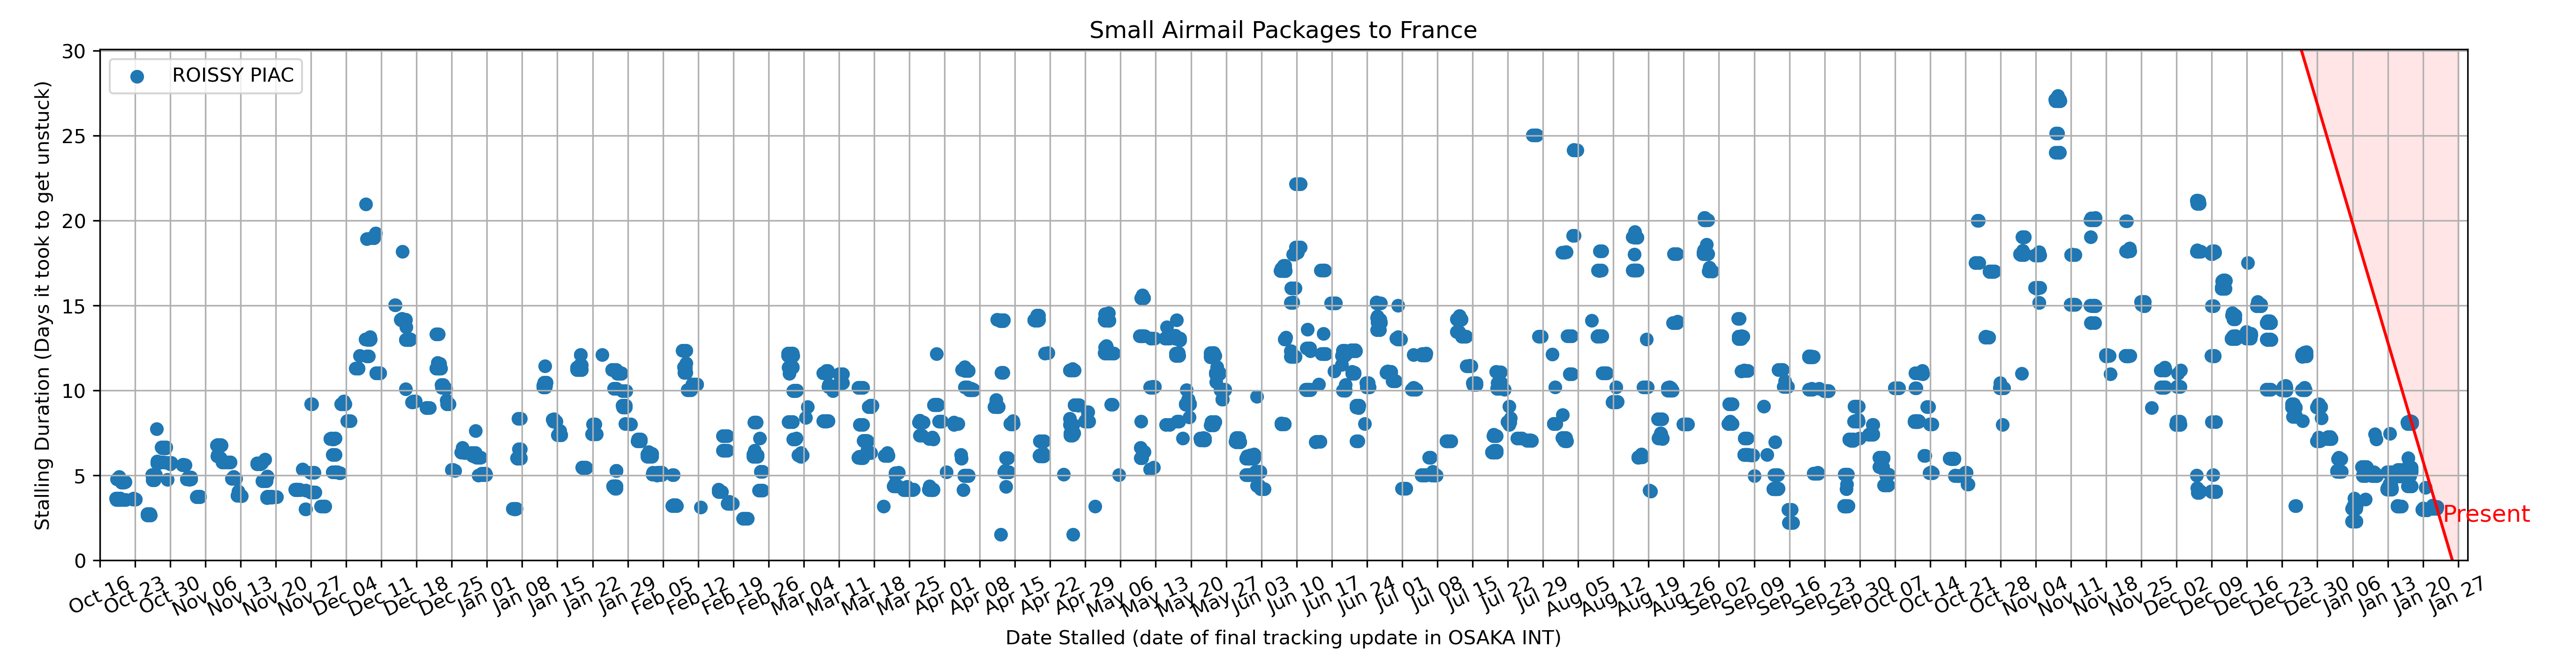 Small Airmail Packages to France
ROISSY PIAC
Stalling Duration (Days it took to get unstuck)
30
25
20
15
10
5
0
Present
Oct 16 Oct 23 Oct 30 Nov 06 Nov 13 Nov 20 Nov 27 Dec 04 Dec 11 Dec 18 Dec 25 Jan 01 Jan 08 Jan 15 Jan 22 Jan 29 Feb 05 Feb 12 Feb 19 Feb 26 Mar 04 Mar 11 Mar 18 Mar 25 Apr 01 Apr 08 Apr 15 Apr 22 Apr 29 May 06 May 13 May 20 May 27 Jun 03 Jun 10 Jun 17 Jun 24 Jul 01 Jul 08 Jul 15 Jul 22 Jul 29 Aug 05 Aug 12 Aug 19 Aug 26 Sep 02 Sep 09 Sep 16 Sep 23 Sep 30 Oct 07 Oct 14 Oct 21 Oct 28 Nov 04 Nov 11 Nov 18 Nov 25 Dec 02 Dec 09 Dec 16 Dec 23 Dec 30 Jan 06 Jan 13 Jan 20 Jan 27
Date Stalled (date of final tracking update in OSAKA INT)